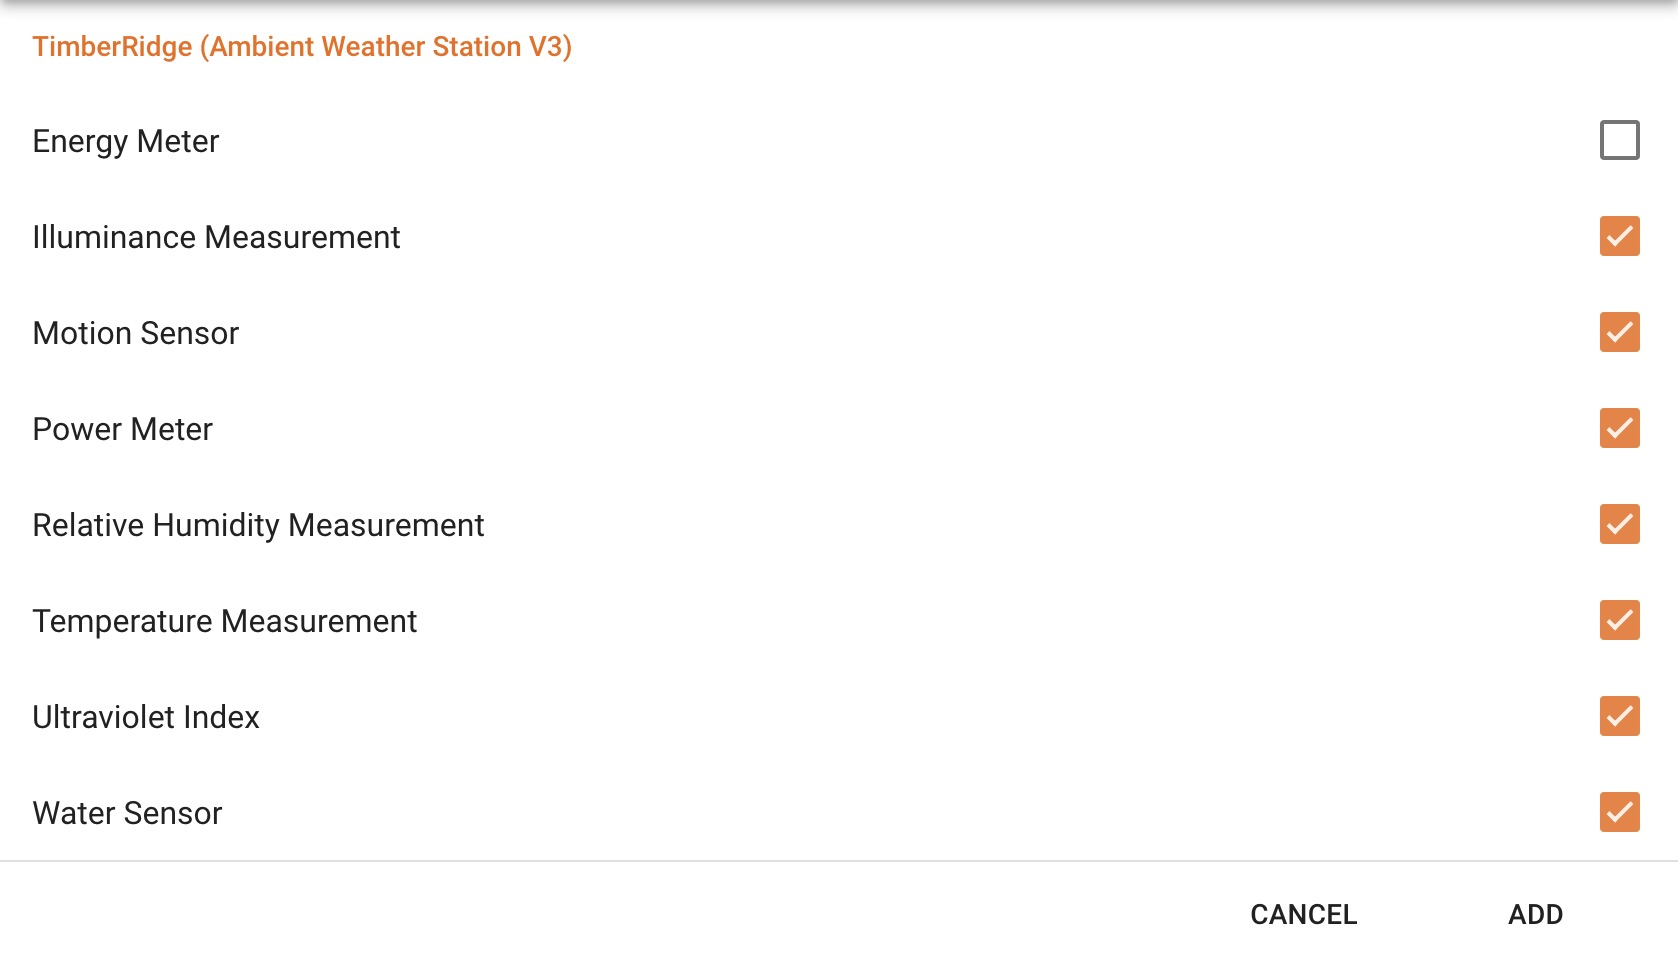 TimberRidge (Ambient Weather Station V3)
Energy Meter
Illuminance Measurement
Motion Sensor
Power Meter
Relative Humidity Measurement
Temperature Measurement
Ultraviolet Index
Water Sensor
CANCEL ADD